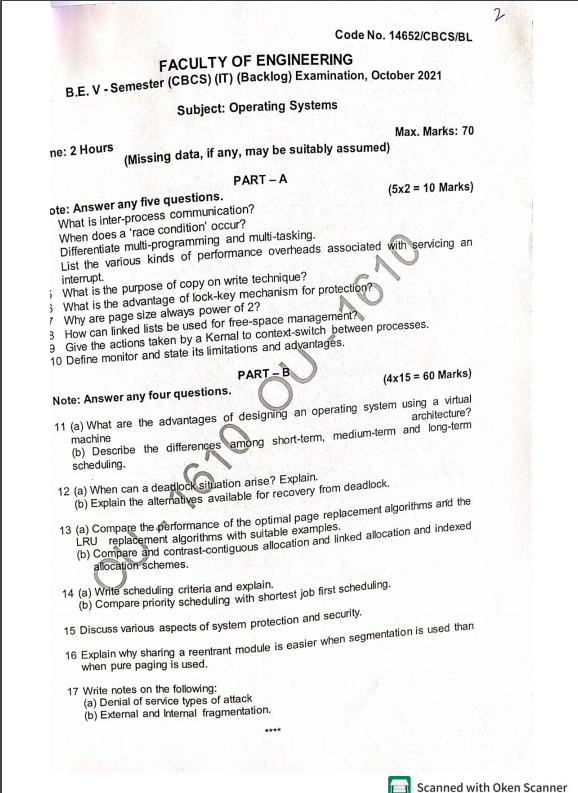 2
Code No. 14652/CBCS/BL
FACULTY OF ENGINEERING
B.E. V - Semester (CBCS) (IT) (Backlog) Examination, October 2021
Subject: Operating Systems
Max. Marks: 70
ne: 2 Hours
(Missing data, if any, may be suitably assumed)
PART – A
(5x2 = 10 Marks)
ote: Answer any five questions.
What is inter-process communication?
When does a 'race condition' occur?
Differentiate multi-programming and multi-tasking.
List the various kinds of performance overheads associated with servicing an
interrupt.
What is the purpose of copy on write technique?
What is the advantage of lock-key mechanism for protection?
7 Why are page size always power of 2?
8 How can linked lists be used for free-space management?
9 Give the actions taken by a Kernal to context-switch between processes.
10 Define monitor and state its limitations and advantages.
PART – B
(4x15 = 60 Marks)
Note: Answer any four questions.
11 (a) What are the advantages of designing an operating system using a virtual
machine architecture?
(b) Describe the differences among short-term, medium-term and long-term
scheduling.
12 (a) When can a deadlock situation arise? Explain.
(b) Explain the alternatives available for recovery from deadlock.
13 (a) Compare the performance of the optimal page replacement algorithms and the
LRU replacement algorithms with suitable examples.
(b) Compare and contrast-contiguous allocation and linked allocation and indexed
allocation schemes.
14 (a) Write scheduling criteria and explain.
(b) Compare priority scheduling with shortest job first scheduling.
15 Discuss various aspects of system protection and security.
16 Explain why sharing a reentrant module is easier when segmentation is used than
when pure paging is used.
17 Write notes on the following:
(a) Denial of service types of attack
(b) External and Internal fragmentation.
****
OU - 1610 OU - 1610
Scanned with Oken Scanner